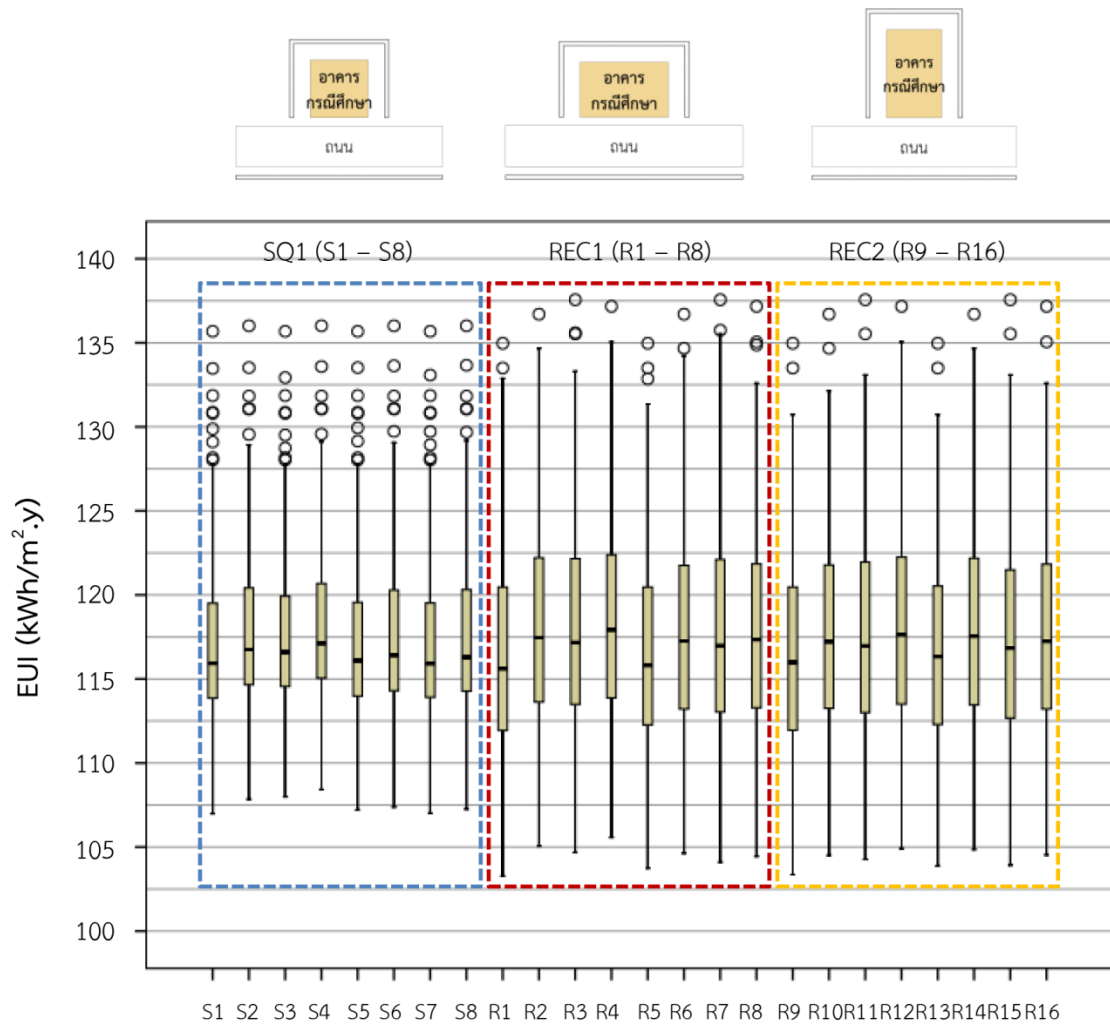 อาคาร
กรณีศึกษา
ถนน
อาคาร
กรณีศึกษา
ถนน
อาคาร
กรณีศึกษา
ถนน
SQ1 (S1 – S8)
REC1 (R1 – R8)
REC2 (R9 – R16)
EUI (kWh/m².y)
140
135
130
125
120
115
110
105
100
S1 S2 S3 S4 S5 S6 S7 S8 R1 R2 R3 R4 R5 R6 R7 R8 R9 R10 R11 R12 R13 R14 R15 R16